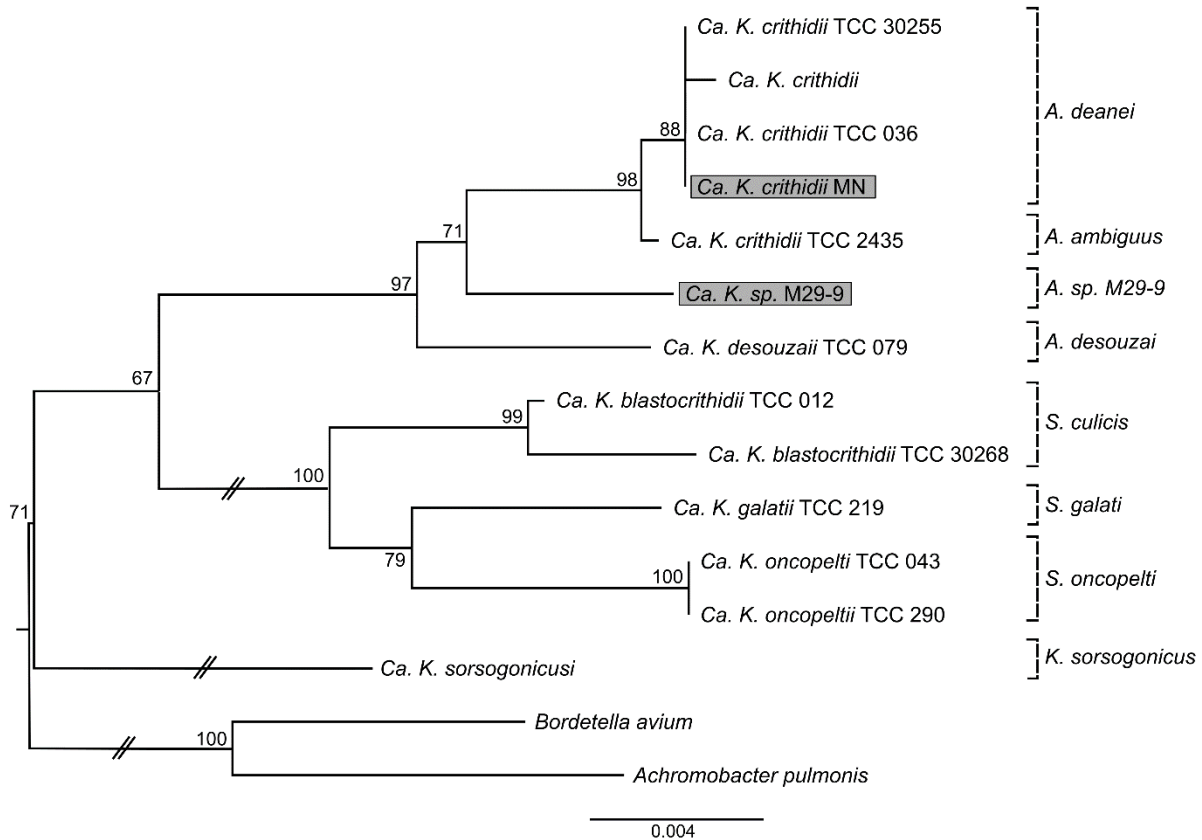 Ca. K. crithidii TCC 30255
Ca. K. crithidii
A. deanei
88
Ca. K. crithidii TCC 036
98
Ca. K. crithidii MN
71
Ca. K. crithidii TCC 2435
A. ambiguus
97
Ca. K. sp. M29-9
A. sp. M29-9
Ca. K. desouzaii TCC 079
A. desouzai
67
Ca. K. blastocrithidii TCC 012
99
S. culicis
Ca. K. blastocrithidii TCC 30268
100
71
Ca. K. galatii TCC 219
S. galati
79
Ca. K. oncopelti TCC 043
100
S. oncopelti
Ca. K. oncopeltii TCC 290
Ca. K. sorsogonicusi
K. sorsogonicus
Bordetella avium
100
Achromobacter pulmonis
0.004